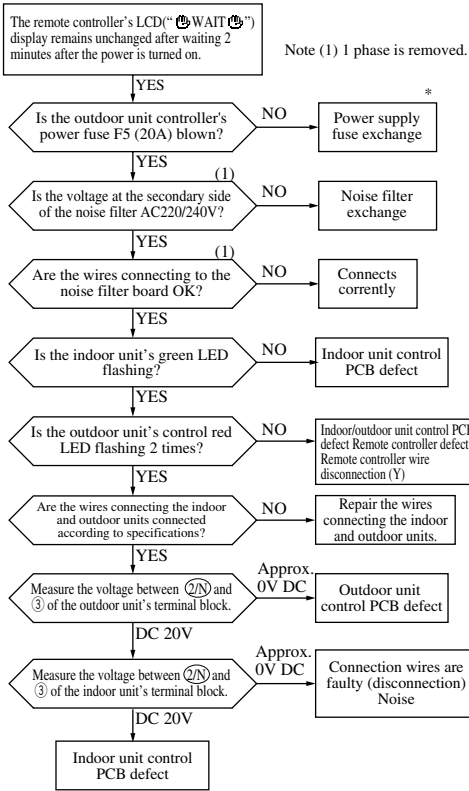 The remote controller's LCD("WAIT")
display remains unchanged after waiting 2
minutes after the power is turned on.
Note (1) 1 phase is removed.
YES
Is the outdoor unit controller's
power fuse F5 (20A) blown?
NO
*
Power supply
fuse exchange
YES
(1)
Is the voltage at the secondary side
of the noise filter AC220/240V?
NO
Noise filter
exchange
YES
(1)
Are the wires connecting to the
noise filter board OK?
NO
Connects
corrently
YES
Is the indoor unit's green LED
flashing?
NO
Indoor unit control
PCB defect
YES
Is the outdoor unit's control red
LED flashing 2 times?
NO
Indoor/outdoor unit control PCB
defect Remote controller defect
Remote controller wire
disconnection (Y)
YES
Are the wires connecting the indoor
and outdoor units connected
according to specifications?
NO
Repair the wires
connecting the indoor
and outdoor units.
YES
Measure the voltage between (2/N) and
③ of the outdoor unit's terminal block.
Approx.
0V DC
Outdoor unit
control PCB defect
DC 20V
Measure the voltage between (2/N) and
③ of the indoor unit's terminal block.
Approx.
0V DC
Connection wires are
faulty (disconnection)
Noise
DC 20V
Indoor unit control
PCB defect